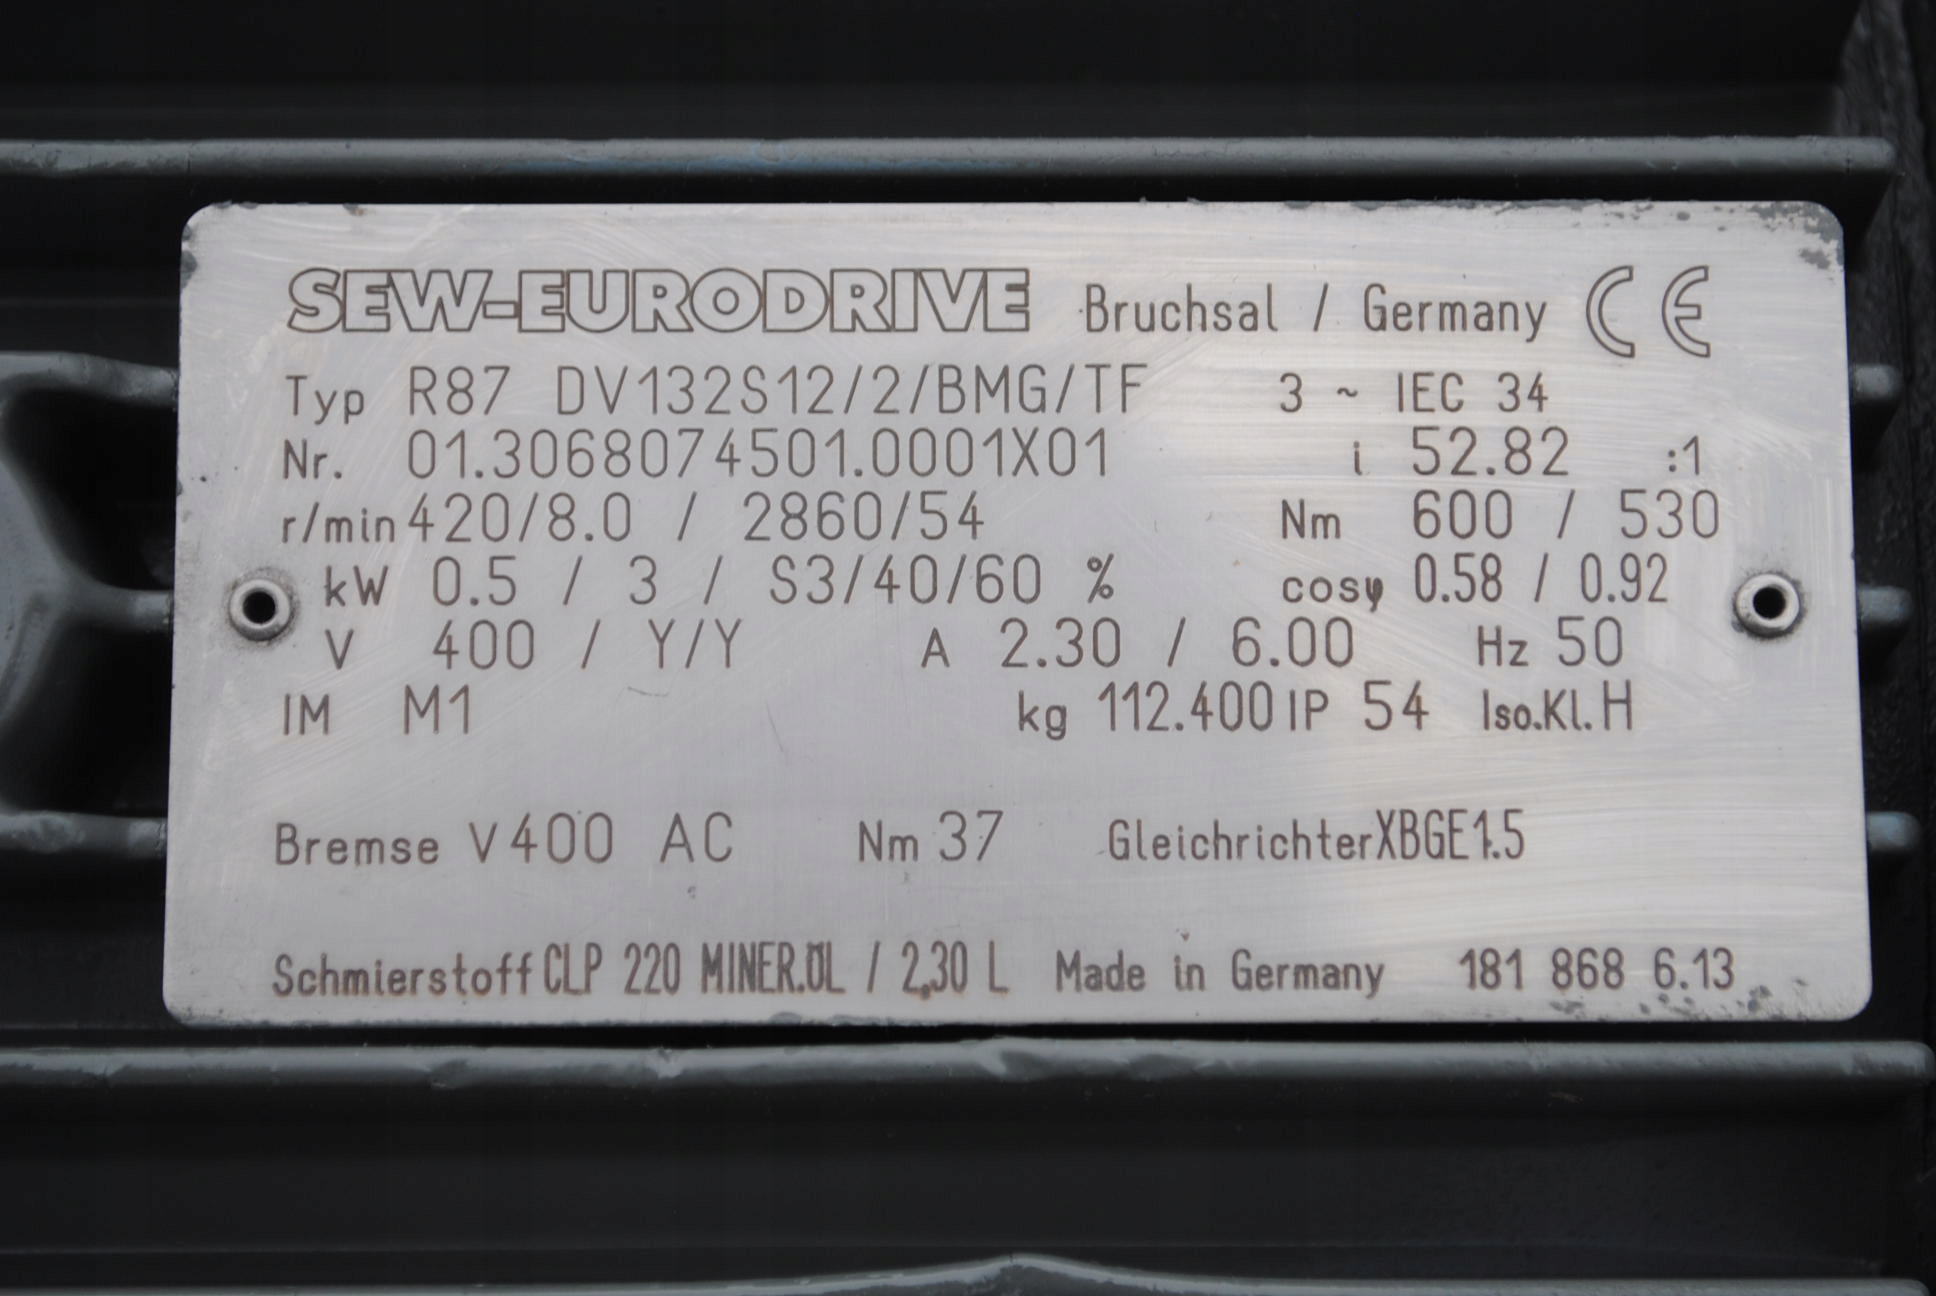 SEW-EURODRIVE Bruchsal / Germany CE
Typ R87 DV132S12/2/BMG/TF 3 ~ IEC 34
Nr. 01.3068074501.0001X01 i 52.82 :1
r/min 420/8.0 / 2860/54 Nm 600 / 530
kW 0.5 / 3 / S3/40/60 % cosφ 0.58 / 0.92
V 400 / Y/Y A 2.30 / 6.00 Hz 50
IM M1 kg 112.400 IP 54 Iso.Kl. H
Bremse V 400 AC Nm 37 Gleichrichter XBGE1.5
Schmierstoff CLP 220 MINER.ÖL / 2,30 L Made in Germany 181 868 6.13